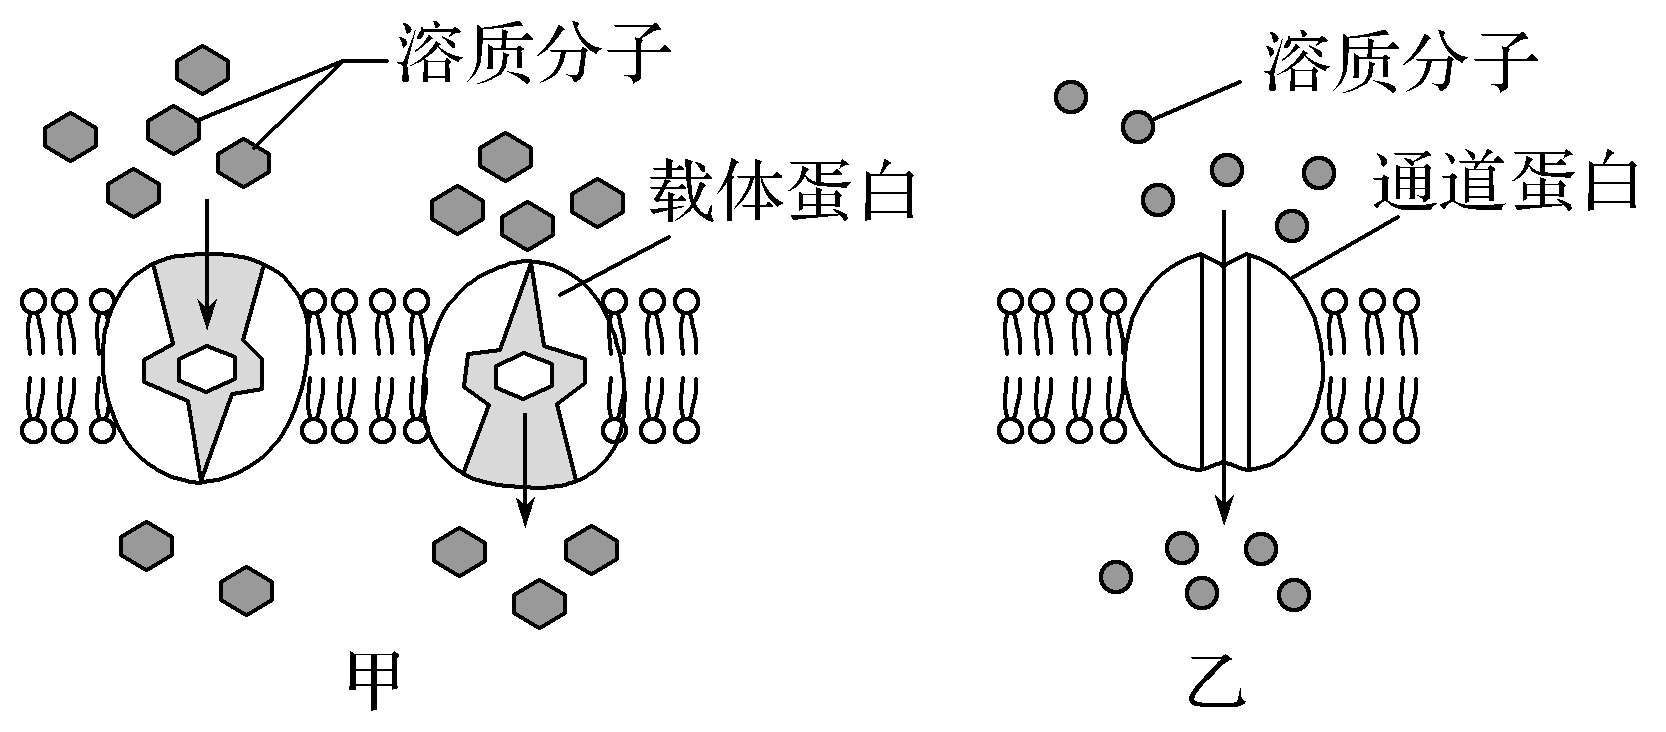 溶质分子
载体蛋白
甲
溶质分子
通道蛋白
乙